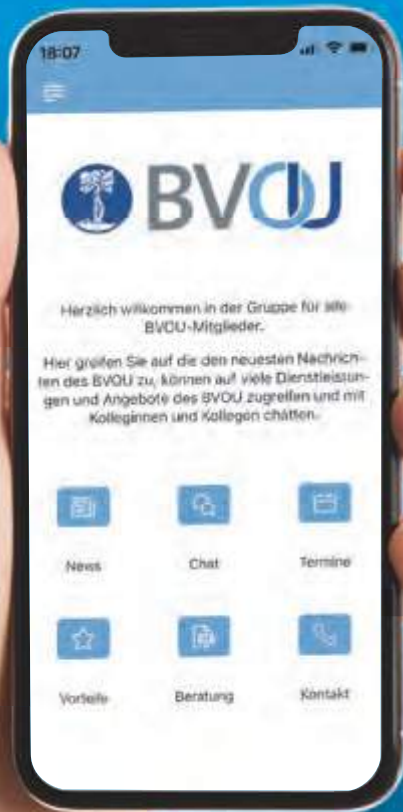 18:07
BVOU
Herzlich willkommen in der Gruppe für alle
BVOU-Mitglieder.
Hier greifen Sie auf die den neuesten Nachrich-
ten des BVOU zu, können auf viele Dienstleistun-
gen und Angebote des BVOU zugreifen und mit
Kolleginnen und Kollegen chatten.
News Chat Termine
Vorteile Beratung Kontakt